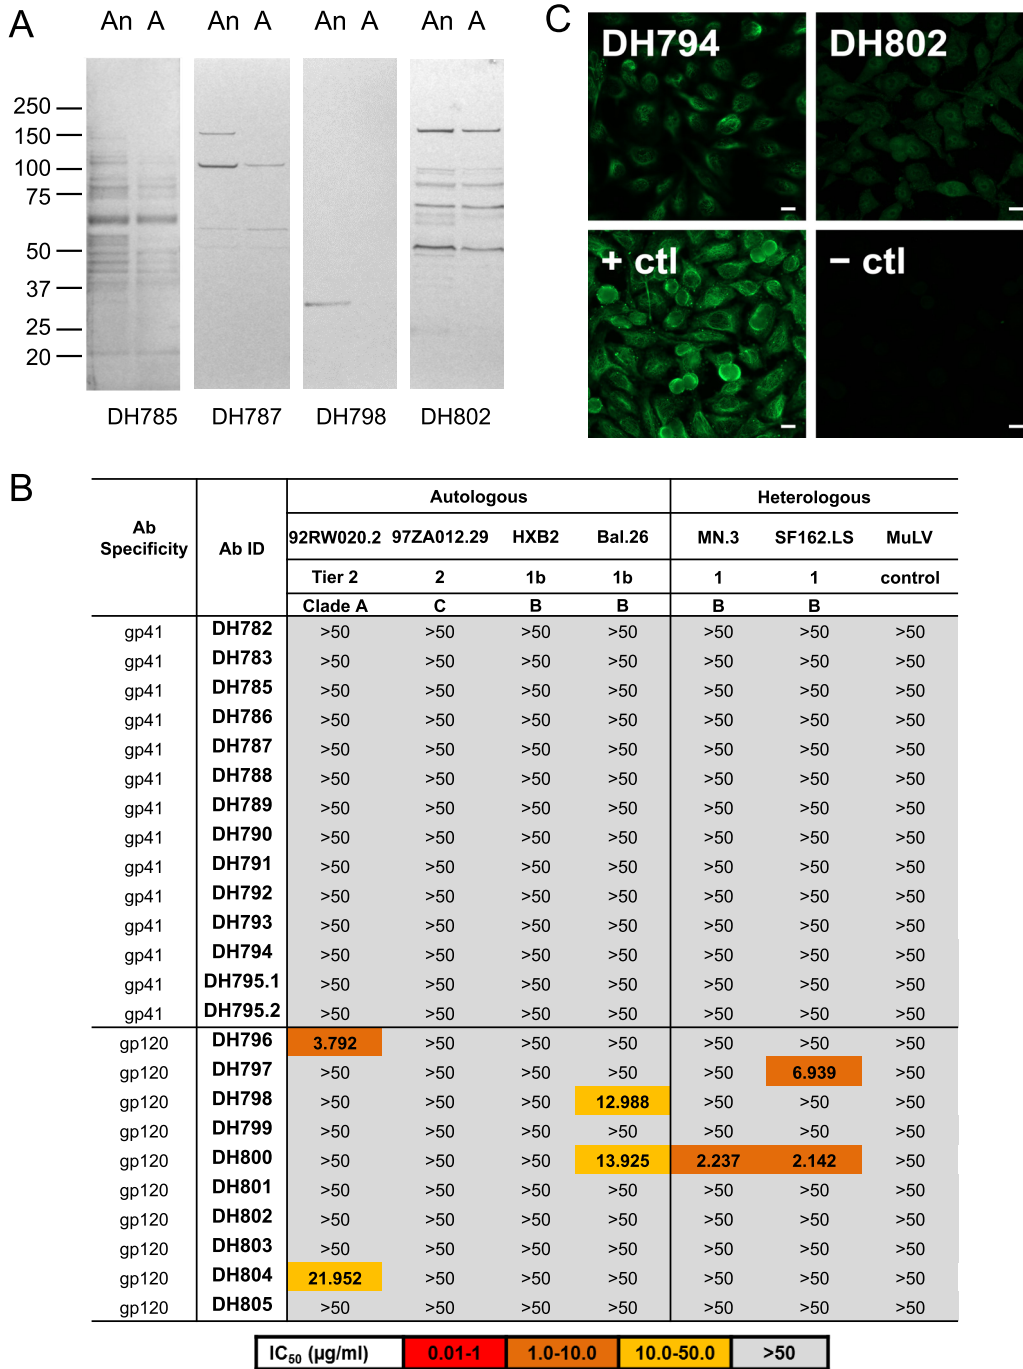 A
An A An A An A An A
250
150
100
75
50
37
25
20
DH785 DH787 DH798 DH802
C
DH794 DH802
+ ctl − ctl
B
Ab Specificity Ab ID Autologous Heterologous
92RW020.2 97ZA012.29 HXB2 Bal.26 MN.3 SF162.LS MuLV
Tier 2 2 1b 1b 1 1 control
Clade A C B B B B
gp41 DH782 >50 >50 >50 >50 >50 >50 >50
gp41 DH783 >50 >50 >50 >50 >50 >50 >50
gp41 DH785 >50 >50 >50 >50 >50 >50 >50
gp41 DH786 >50 >50 >50 >50 >50 >50 >50
gp41 DH787 >50 >50 >50 >50 >50 >50 >50
gp41 DH788 >50 >50 >50 >50 >50 >50 >50
gp41 DH789 >50 >50 >50 >50 >50 >50 >50
gp41 DH790 >50 >50 >50 >50 >50 >50 >50
gp41 DH791 >50 >50 >50 >50 >50 >50 >50
gp41 DH792 >50 >50 >50 >50 >50 >50 >50
gp41 DH793 >50 >50 >50 >50 >50 >50 >50
gp41 DH794 >50 >50 >50 >50 >50 >50 >50
gp41 DH795.1 >50 >50 >50 >50 >50 >50 >50
gp41 DH795.2 >50 >50 >50 >50 >50 >50 >50
gp120 DH796 3.792 >50 >50 >50 >50 >50 >50
gp120 DH797 >50 >50 >50 >50 >50 6.939 >50
gp120 DH798 >50 >50 >50 12.988 >50 >50 >50
gp120 DH799 >50 >50 >50 >50 >50 >50 >50
gp120 DH800 >50 >50 >50 13.925 2.237 2.142 >50
gp120 DH801 >50 >50 >50 >50 >50 >50 >50
gp120 DH802 >50 >50 >50 >50 >50 >50 >50
gp120 DH803 >50 >50 >50 >50 >50 >50 >50
gp120 DH804 21.952 >50 >50 >50 >50 >50 >50
gp120 DH805 >50 >50 >50 >50 >50 >50 >50
IC50 (µg/ml) 0.01-1 1.0-10.0 10.0-50.0 >50